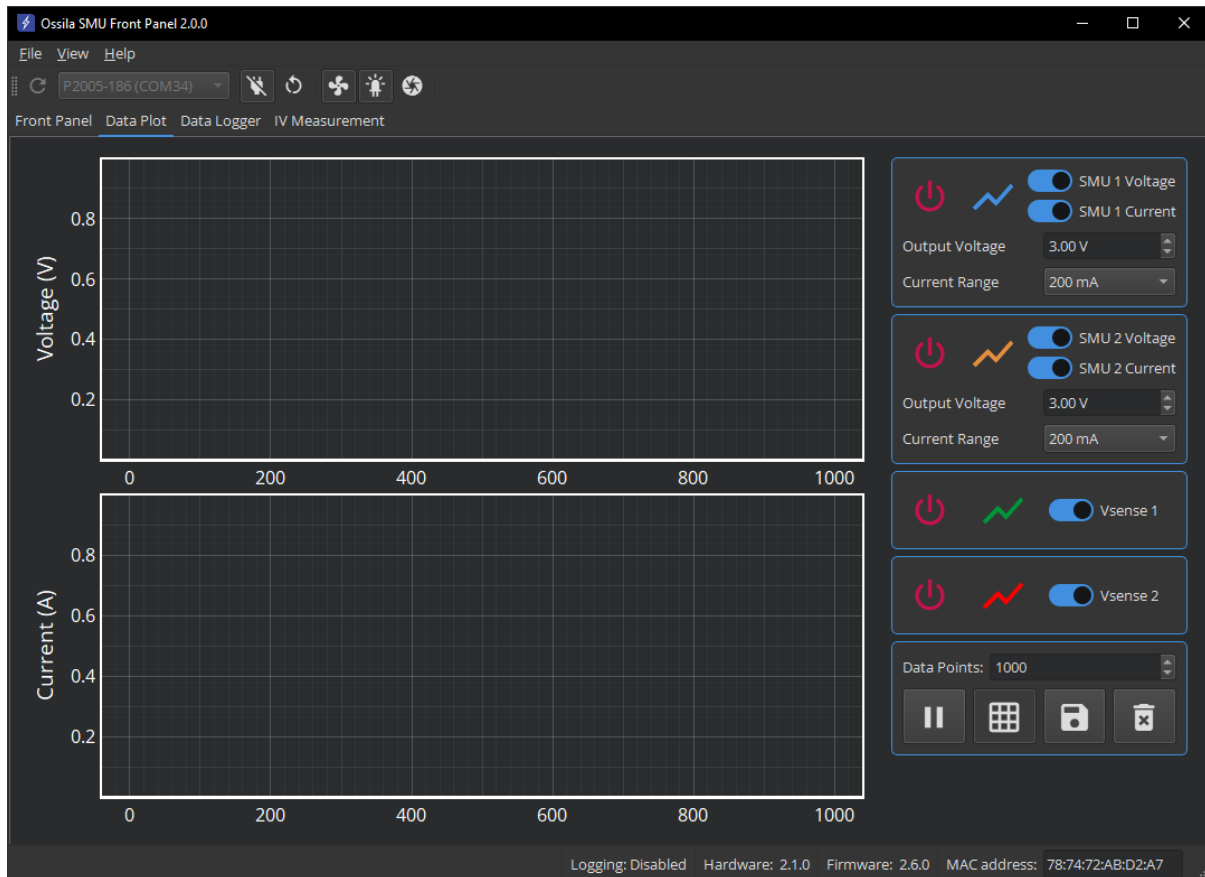 Ossila SMU Front Panel 2.0.0
File View Help
P2005-186 (COM34)
Front Panel Data Plot Data Logger IV Measurement
Voltage (V)
0.8
0.6
0.4
0.2
0 200 400 600 800 1000
Current (A)
0.8
0.6
0.4
0.2
0 200 400 600 800 1000
SMU 1 Voltage
SMU 1 Current
Output Voltage 3.00 V
Current Range 200 mA
SMU 2 Voltage
SMU 2 Current
Output Voltage 3.00 V
Current Range 200 mA
Vsense 1
Vsense 2
Data Points: 1000
Logging: Disabled Hardware: 2.1.0 Firmware: 2.6.0 MAC address: 78:74:72:AB:D2:A7